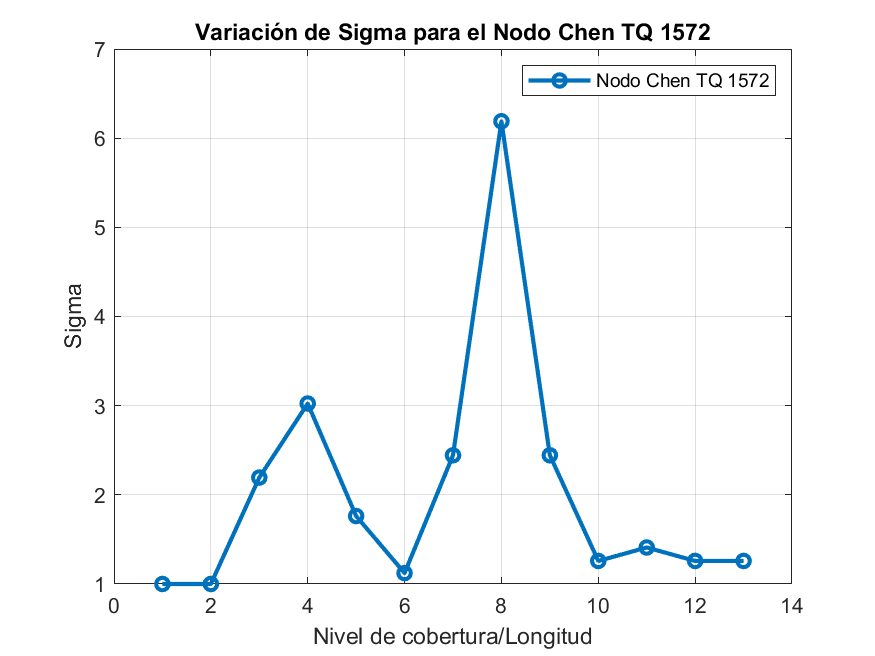 Variación de Sigma para el Nodo Chen TQ 1572
Nodo Chen TQ 1572
7
6
5
4
3
2
1
Sigma
0 2 4 6 8 10 12 14
Nivel de cobertura/Longitud